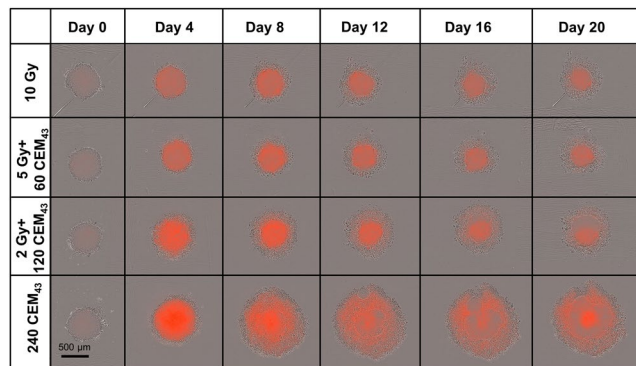 Day 0 Day 4 Day 8 Day 12 Day 16 Day 20
10 Gy
5 Gy+
60 CEM₄₃
2 Gy+
120 CEM₄₃
240 CEM₄₃
500 µm